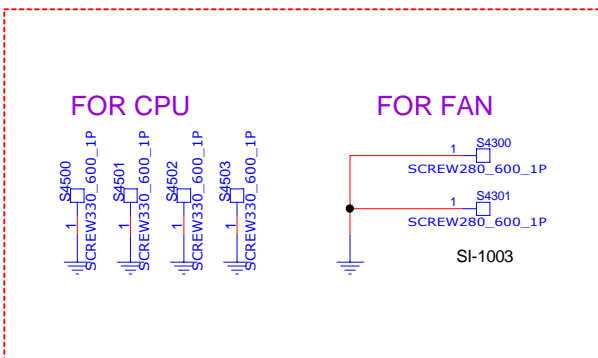 FOR CPU
FOR FAN
S4500
1
SCREW330_600_1P
S4501
1
SCREW330_600_1P
S4502
1
SCREW330_600_1P
S4503
1
SCREW330_600_1P
1
S4300
SCREW280_600_1P
1
S4301
SCREW280_600_1P
SI-1003